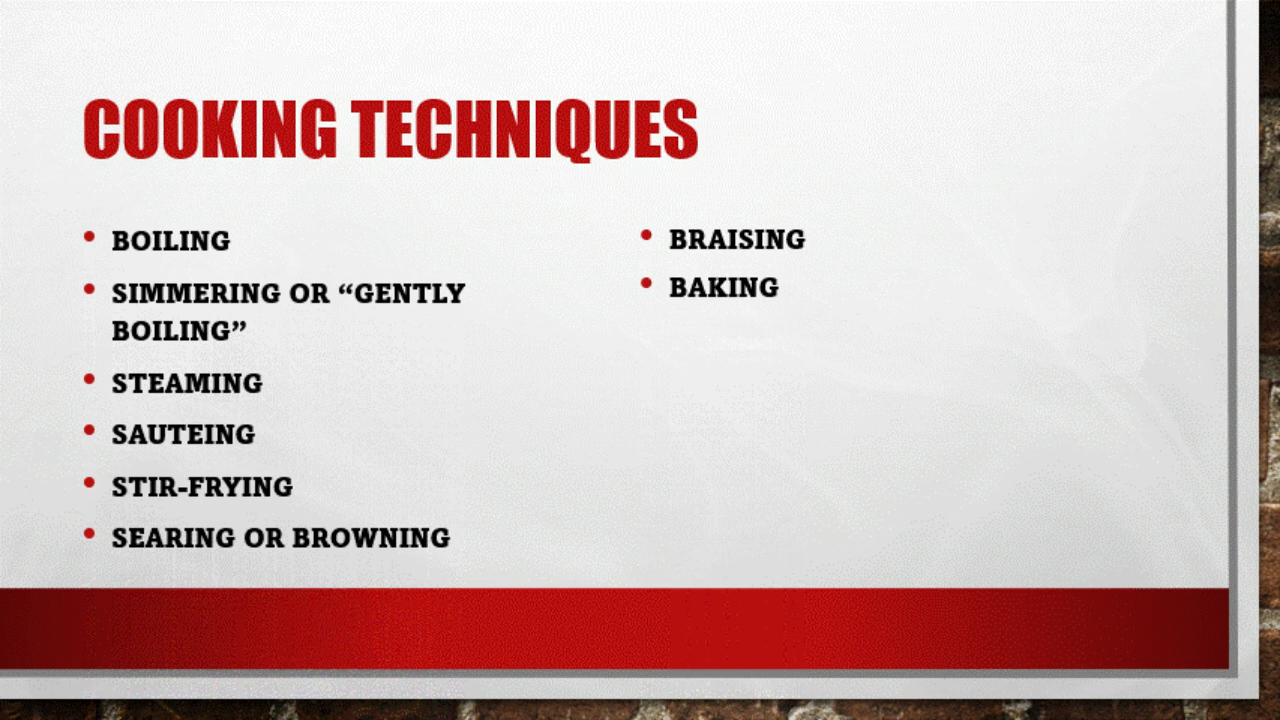 COOKING TECHNIQUES
• BOILING
• SIMMERING OR “GENTLY
BOILING”
• STEAMING
• SAUTEING
• STIR-FRYING
• SEARING OR BROWNING
• BRAISING
• BAKING